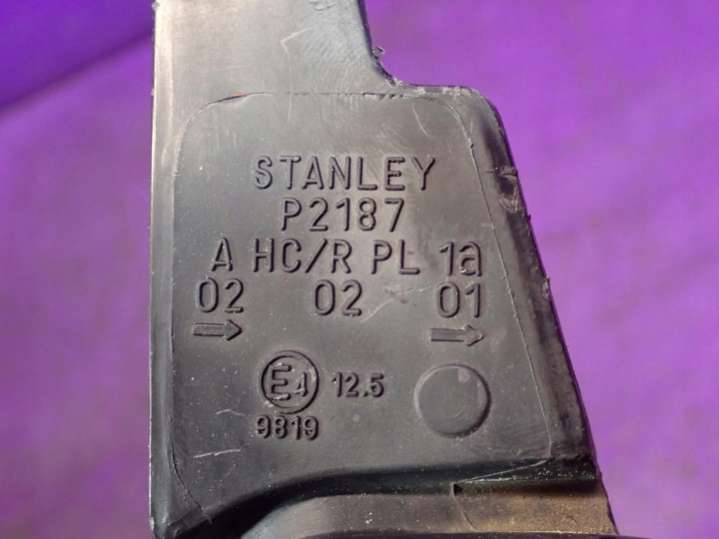 STANLEY
P2187
A HC/R PL 1a
02 02 01
→ →
E4 12.5
9819